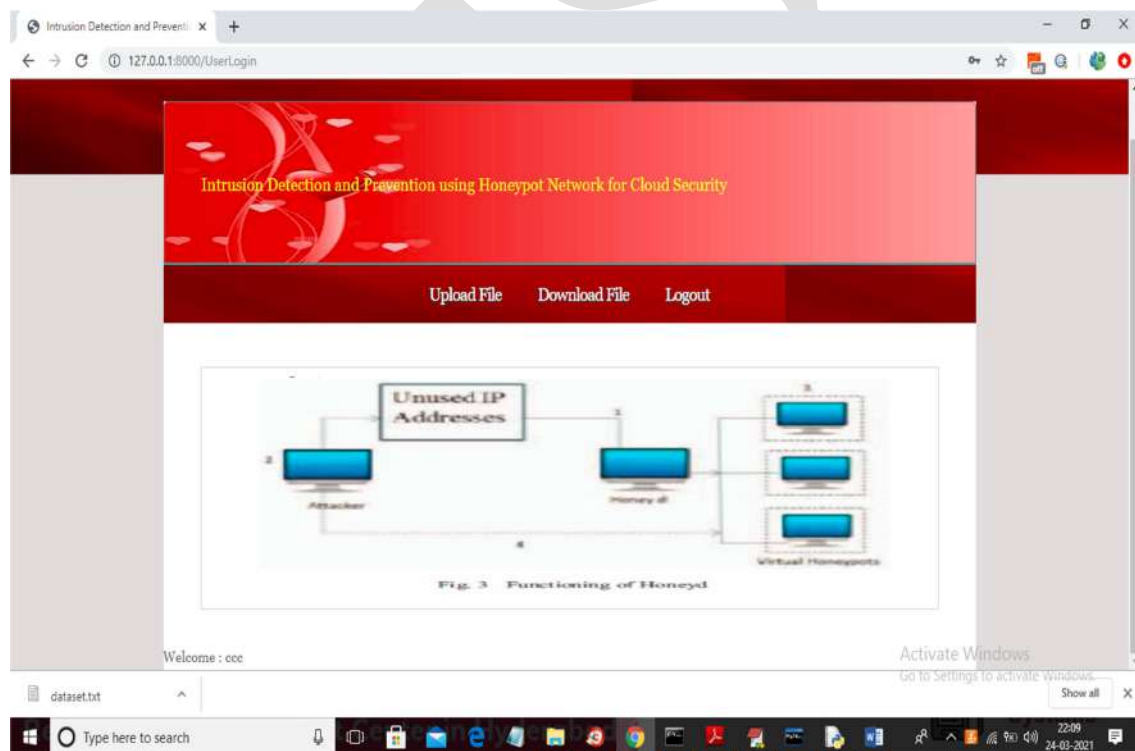 Intrusion Detection and Preventi
127.0.0.1:8000/UserLogin
Intrusion Detection and Prevention using Honeypot Network for Cloud Security
Upload File Download File Logout
Unused IP
Addresses
1
3
2
Attacker
Honey d
4
Virtual Honeypots
Fig. 3 Functioning of Honeyd
Welcome : ccc
Activate Windows
Go to Settings to activate Windows.
dataset.txt
Show all
Type here to search
22:09
24-03-2021